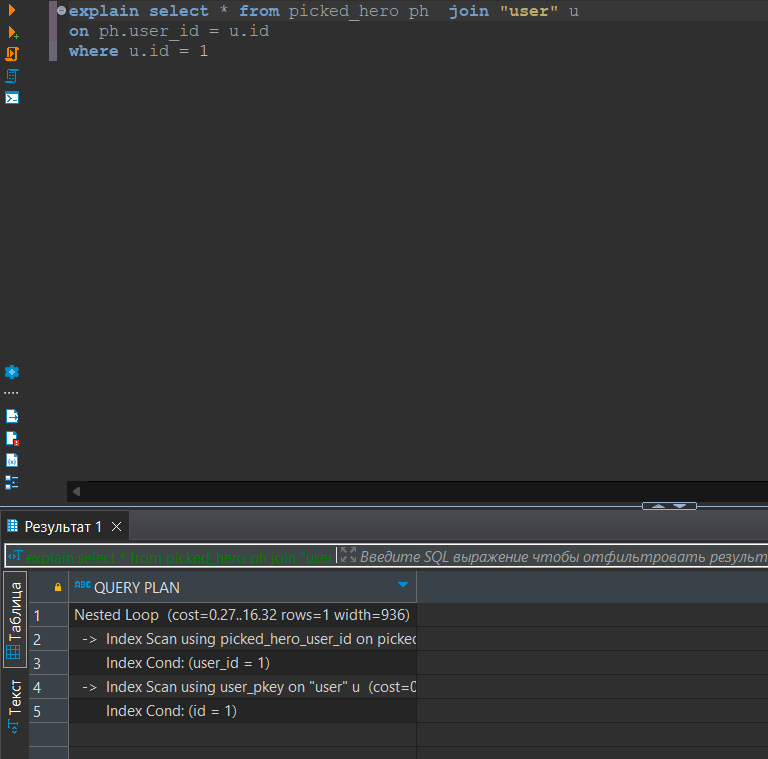 explain select * from picked_hero ph  join "user" u
on ph.user_id = u.id
where u.id = 1
Результат 1
explain select * from picked_hero ph join "user
Введите SQL выражение чтобы отфильтровать результ
Таблица
Текст
ABC QUERY PLAN
1 Nested Loop  (cost=0.27..16.32 rows=1 width=936)
2 ->  Index Scan using picked_hero_user_id on picked
3 Index Cond: (user_id = 1)
4 ->  Index Scan using user_pkey on "user" u  (cost=0
5 Index Cond: (id = 1)